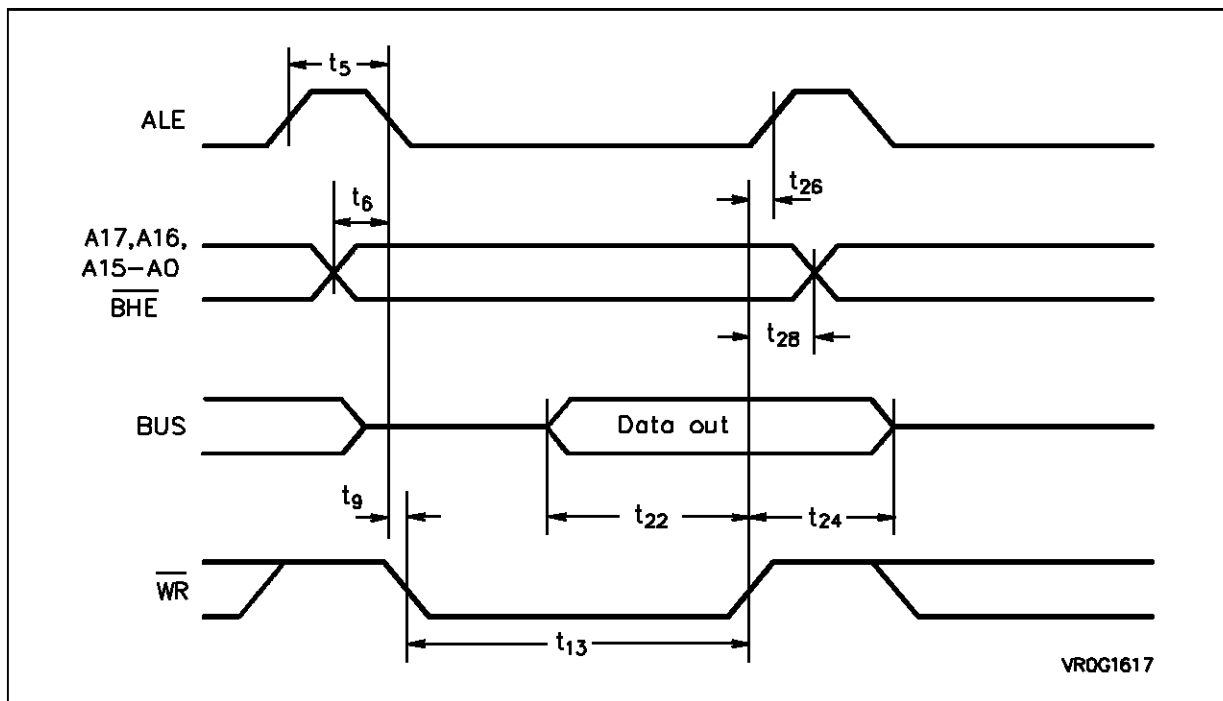 t5
ALE
t26
t6
A17,A16,
A15-A0
BHE
t28
BUS
Data out
t9
t22
t24
WR
t13
VR0G1617